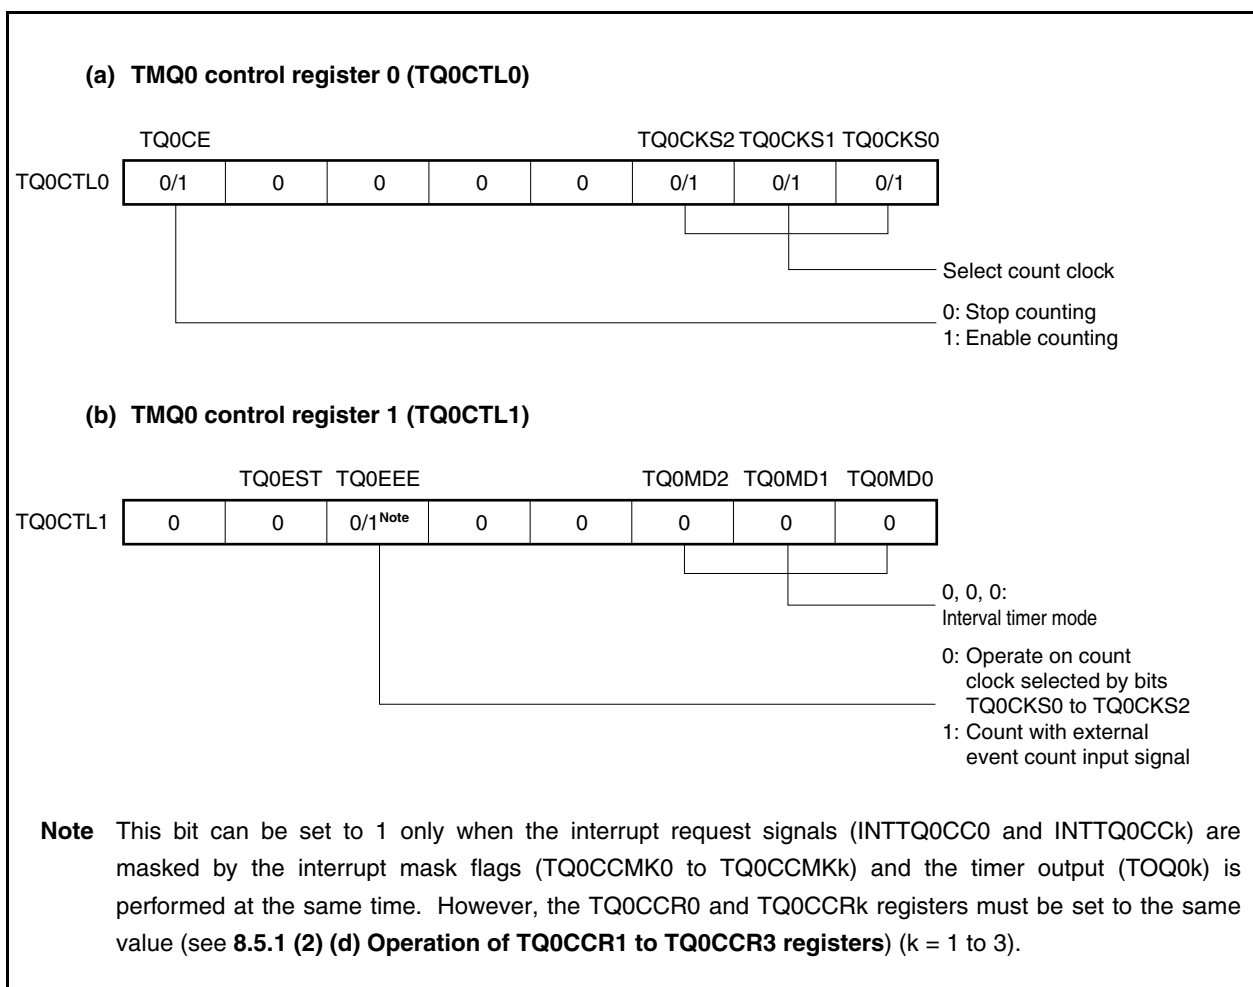 (a) TMQ0 control register 0 (TQ0CTL0)
TQ0CE TQ0CKS2 TQ0CKS1 TQ0CKS0
TQ0CTL0 0/1 0 0 0 0 0/1 0/1 0/1
Select count clock
0: Stop counting
1: Enable counting
(b) TMQ0 control register 1 (TQ0CTL1)
TQ0EST TQ0EEE TQ0MD2 TQ0MD1 TQ0MD0
TQ0CTL1 0 0 0/1Note 0 0 0 0 0
0, 0, 0:
Interval timer mode
0: Operate on count
clock selected by bits
TQ0CKS0 to TQ0CKS2
1: Count with external
event count input signal
Note This bit can be set to 1 only when the interrupt request signals (INTTQ0CC0 and INTTQ0CCk) are
masked by the interrupt mask flags (TQ0CCMK0 to TQ0CCMKk) and the timer output (TOQ0k) is
performed at the same time. However, the TQ0CCR0 and TQ0CCRk registers must be set to the same
value (see 8.5.1 (2) (d) Operation of TQ0CCR1 to TQ0CCR3 registers) (k = 1 to 3).